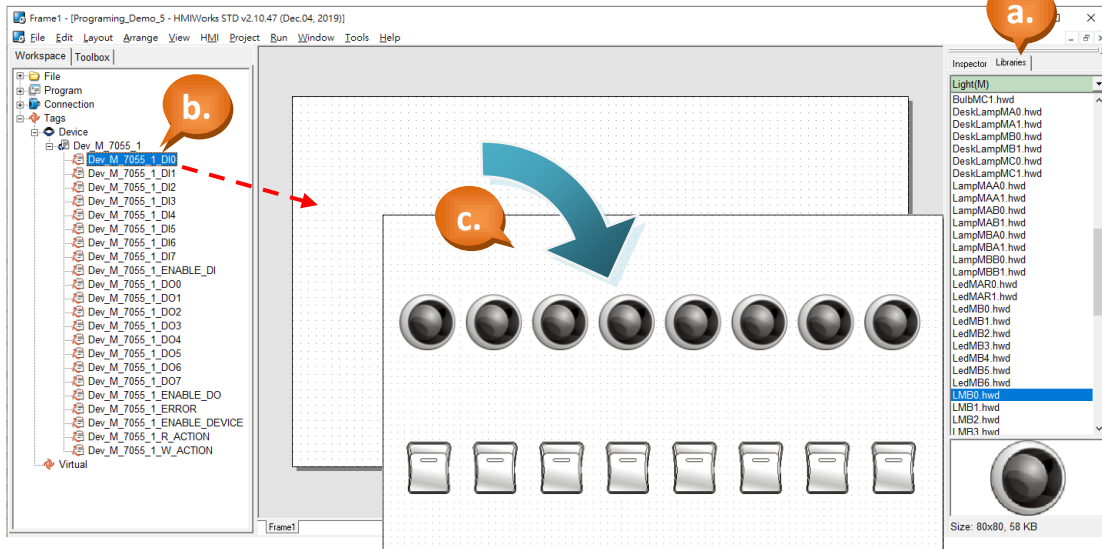 Frame1 - [Programing_Demo_5 - HMIWorks STD v2.10.47 (Dec.04, 2019)]
File Edit Layout Arrange View HMI Project Run Window Tools Help
Workspace Toolbox
File
Program
Connection
Tags
Device
Dev_M_7055_1
Dev_M_7055_1_DI0
Dev_M_7055_1_DI1
Dev_M_7055_1_DI2
Dev_M_7055_1_DI3
Dev_M_7055_1_DI4
Dev_M_7055_1_DI5
Dev_M_7055_1_DI6
Dev_M_7055_1_DI7
Dev_M_7055_1_ENABLE_DI
Dev_M_7055_1_DO0
Dev_M_7055_1_DO1
Dev_M_7055_1_DO2
Dev_M_7055_1_DO3
Dev_M_7055_1_DO4
Dev_M_7055_1_DO5
Dev_M_7055_1_DO6
Dev_M_7055_1_DO7
Dev_M_7055_1_ENABLE_DO
Dev_M_7055_1_ERROR
Dev_M_7055_1_ENABLE_DEVICE
Dev_M_7055_1_R_ACTION
Dev_M_7055_1_W_ACTION
Virtual
b.
c.
Frame1
a.
Inspector Libraries
Light(M)
BulbMC1.hwd
DeskLampMA0.hwd
DeskLampMA1.hwd
DeskLampMB0.hwd
DeskLampMB1.hwd
DeskLampMC0.hwd
DeskLampMC1.hwd
LampMAA0.hwd
LampMAA1.hwd
LampMAB0.hwd
LampMAB1.hwd
LampMBA0.hwd
LampMBA1.hwd
LampMBB0.hwd
LampMBB1.hwd
LedMAR0.hwd
LedMAR1.hwd
LedMB0.hwd
LedMB1.hwd
LedMB2.hwd
LedMB3.hwd
LedMB4.hwd
LedMB5.hwd
LedMB6.hwd
LMB0.hwd
LMB1.hwd
LMB2.hwd
LMB3.hwd
Size: 80x80, 58 KB